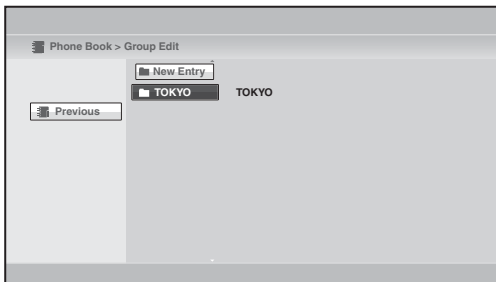 Phone Book > Group Edit
New Entry
TOKYO TOKYO
Previous